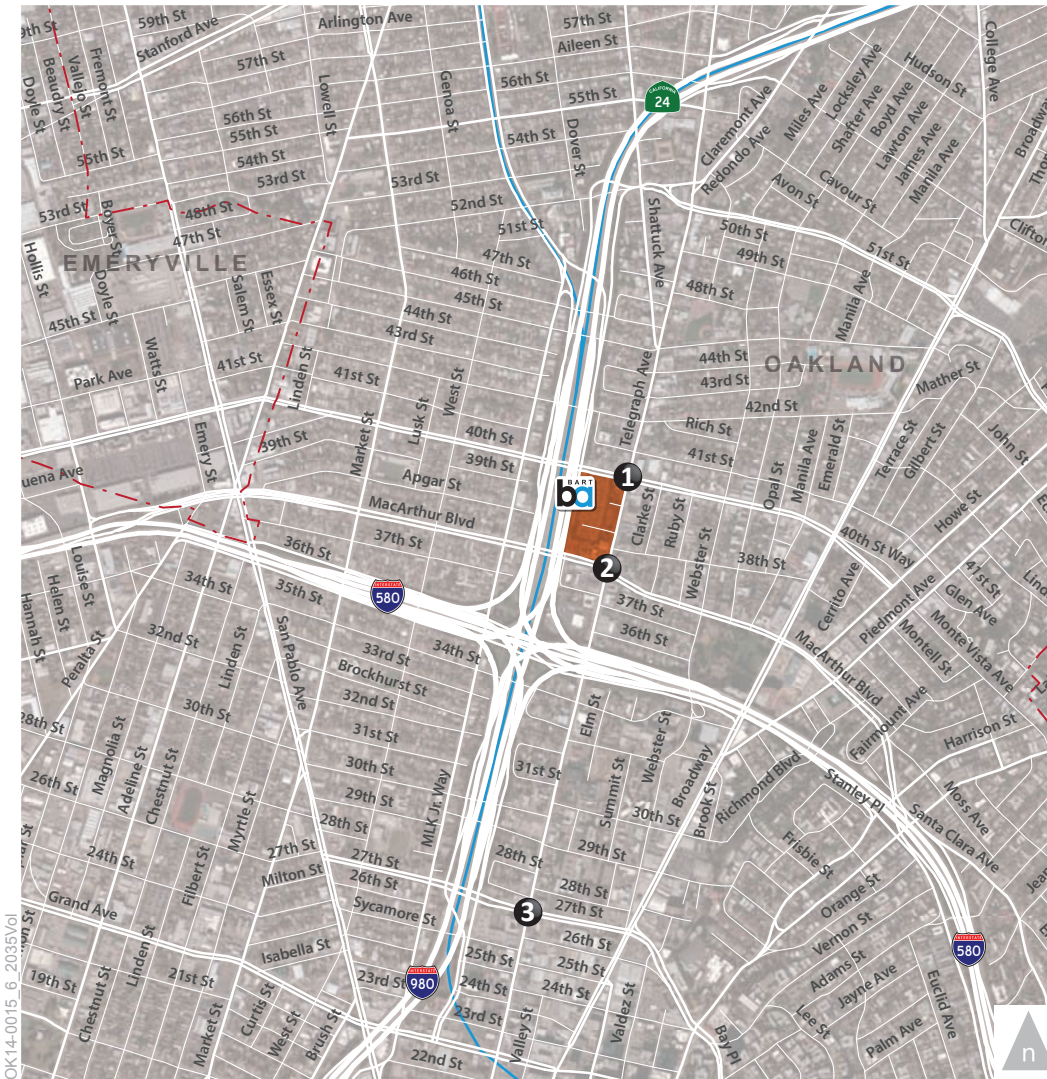 59th St
9th St
Stanford Ave
Arlington Ave
57th St
Aileen St
57th St
56th St
55th St
Fremont St
Vallejo St
Beaudry St
Doyle St
Lowell St
Genoa St
CALIFORNIA
24
College Ave
Hudson St
Locksley Ave
Miles Ave
Shafter Ave
Boyd Ave
Lawton Ave
James Ave
Manila Ave
Claremont Ave
Redondo Ave
Broadway
56th St
55th St
54th St
53rd St
55th St
54th St
Dover St
53rd St
52nd St
51st St
Avon St
Cavour St
53rd St
48th St
47th St
Boyer St
Doyle St
Hollis St
EMERYVILLE
Salem St
Essex St
47th St
46th St
45th St
44th St
43rd St
Shattuck Ave
50th St
49th St
48th St
51st St
Clifton
Manila Ave
45th St
Watts St
Park Ave
41st St
Linden St
41st St
Lusk St
West St
40th St
39th St
44th St
43rd St
42nd St
OAKLAND
Mather St
Telegraph Ave
Rich St
41st St
Opal St
Manila Ave
Emerald St
Terrace St
Gilbert St
John St
Emery St
39th St
Market St
Apgar St
MacArthur Blvd
37th St
BART
ba
1
2
Clarke St
Ruby St
Webster St
38th St
40th St Way
Howe St
41st St
Glen Ave
Monte Vista Ave
Montell St
Piedmont Ave
Cerrito Ave
uena Ave
Louise St
Helen St
Hannah St
Peralta St
36th St
34th St
35th St
INTERSTATE
580
37th St
36th St
MacArthur Blvd
Fairmount Ave
Harrison St
32nd St
Linden St
San Pablo Ave
33rd St
34th St
Brockhurst St
32nd St
31st St
30th St
29th St
28th St
28th St
30th St
Magnolia St
Adeline St
Chestnut St
Myrtle St
26th St
24th St
Filbert St
MLK Jr. Way
Elm St
31st St
Summit St
Webster St
Broadway
Brook St
Richmond Blvd
Stanley Pl
Moss Ave
Santa Clara Ave
30th St
29th St
28th St
28th St
27th St
26th St
25th St
24th St
Frisbie St
Orange St
Vernon St
Adams St
Jayne Ave
Lee St
Palm Ave
Euclid Ave
27th St
Milton St
27th St
26th St
Sycamore St
3
Grand Ave
Linden St
Isabella St
23rd St
INTERSTATE
980
25th St
24th St
23rd St
Valley St
Valdez St
Bay Pl
INTERSTATE
580
19th St
Chestnut St
21st St
Market St
Curtis St
West St
Brush St
22nd St
n
OK14-0015_6_2035Vol